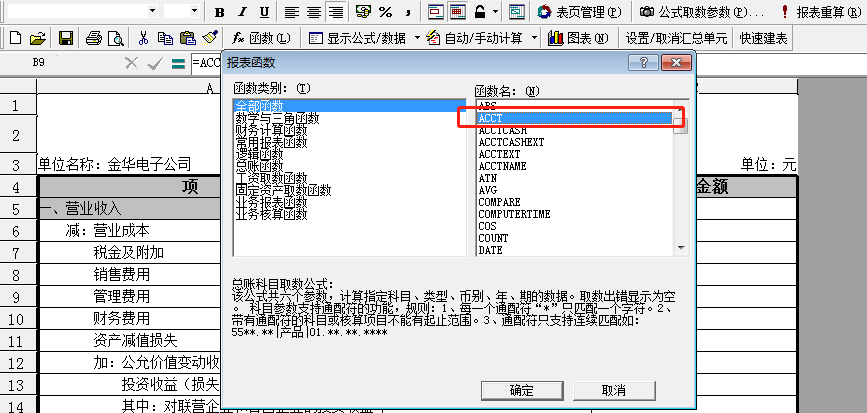 B I U % , 表页管理(P) 公式取数参数(P)... ! 报表重算(B)
fx 函数(L) 显示公式/数据 自动/手动计算 图表(N) 设置/取消汇总单元 快速建表
B9 =ACC
报表函数
函数类别: (T) 函数名: (N)
A
全部函数
数学与三角函数
财务计算函数
常用报表函数
逻辑函数
总账函数
工资取数函数
固定资产取数函数
业务报表函数
业务核算函数
ABS
ACCT
ACCTCASH
ACCTCASHEXT
ACCTEXT
ACCTNAME
ATN
AVG
COMPARE
COMPUTERTIME
COS
COUNT
DATE
总账科目取数公式:
该公式共六个参数，计算指定科目、类型、币别、年、期的数据。取数出错显示为空
。 科目参数支持通配符的功能，规则: 1、每一个通配符“*”只匹配一个字符。2、
带有通配符的科目或核算项目不能有起止范围。3、通配符只支持连续匹配如:
55**.**|产品|01.**.**.****
确定 取消
1
2
3 单位名称: 金华电子公司 单位: 元
4 项 金额
5 一、营业收入
6 减: 营业成本
7 税金及附加
8 销售费用
9 管理费用
10 财务费用
11 资产减值损失
12 加: 公允价值变动收
13 投资收益（损失
14 其中: 对联营企业和合营企业的投资收益